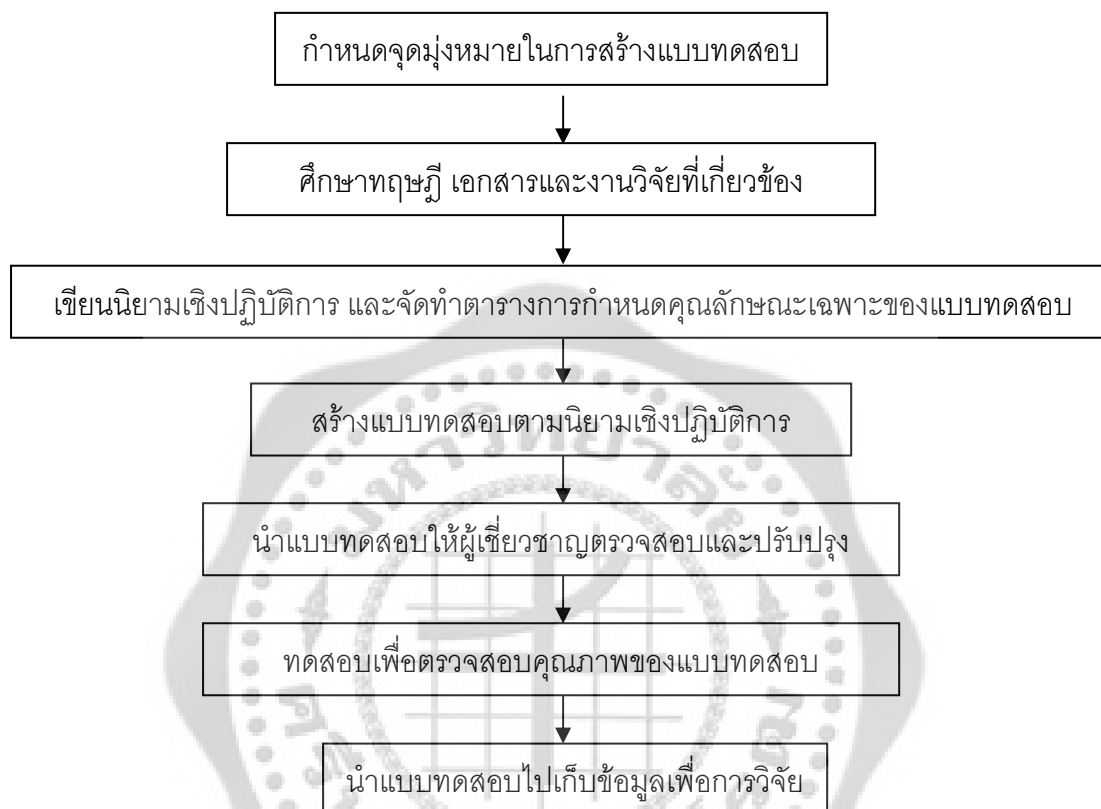 กำหนดจุดมุ่งหมายในการสร้างแบบทดสอบ
ศึกษาทฤษฎี เอกสารและงานวิจัยที่เกี่ยวข้อง
เขียนนิยามเชิงปฏิบัติการ และจัดทำตารางการกำหนดคุณลักษณะเฉพาะของแบบทดสอบ
สร้างแบบทดสอบตามนิยามเชิงปฏิบัติการ
นำแบบทดสอบให้ผู้เชี่ยวชาญตรวจสอบและปรับปรุง
ทดสอบเพื่อตรวจสอบคุณภาพของแบบทดสอบ
นำแบบทดสอบไปเก็บข้อมูลเพื่อการวิจัย
มหาวิทยาลัย